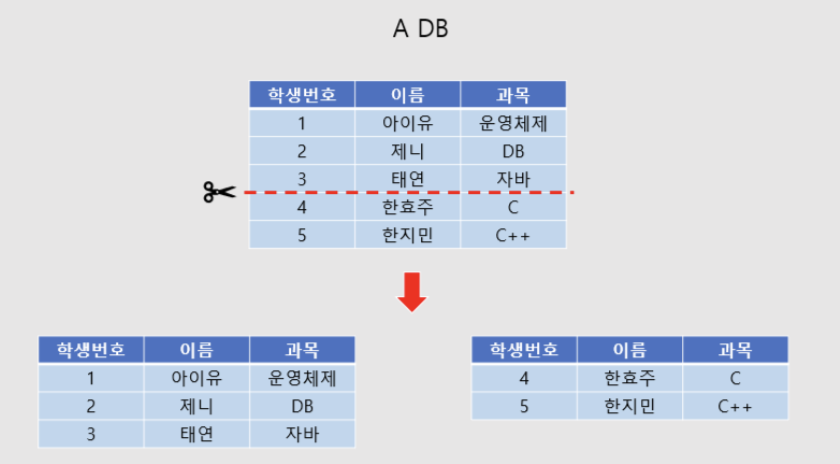 A DB
학생번호 이름 과목
1 아이유 운영체제
2 제니 DB
3 태연 자바
4 한효주 C
5 한지민 C++
학생번호 이름 과목
1 아이유 운영체제
2 제니 DB
3 태연 자바
학생번호 이름 과목
4 한효주 C
5 한지민 C++